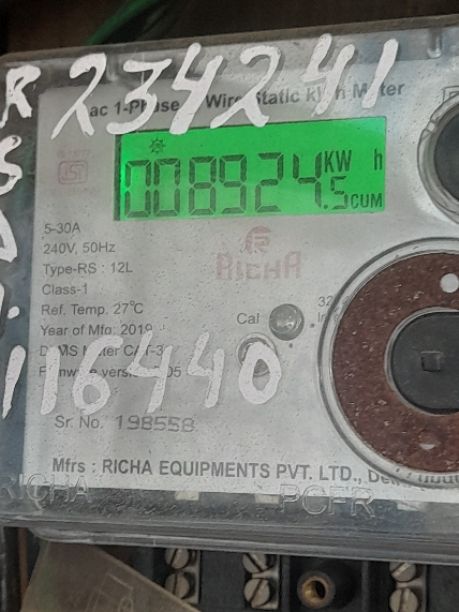 234241
ac 1-Phase Wire Static kWh Meter
008924.5 KW h
CUM
5-30A
240V, 50Hz
Type-RS : 12L
Class-1
Ref. Temp. 27°C
Year of Mfg: 2019
RICHA
Cal
116440
Sr. No. 198558
Mfrs : RICHA EQUIPMENTS PVT. LTD.,
RICHA